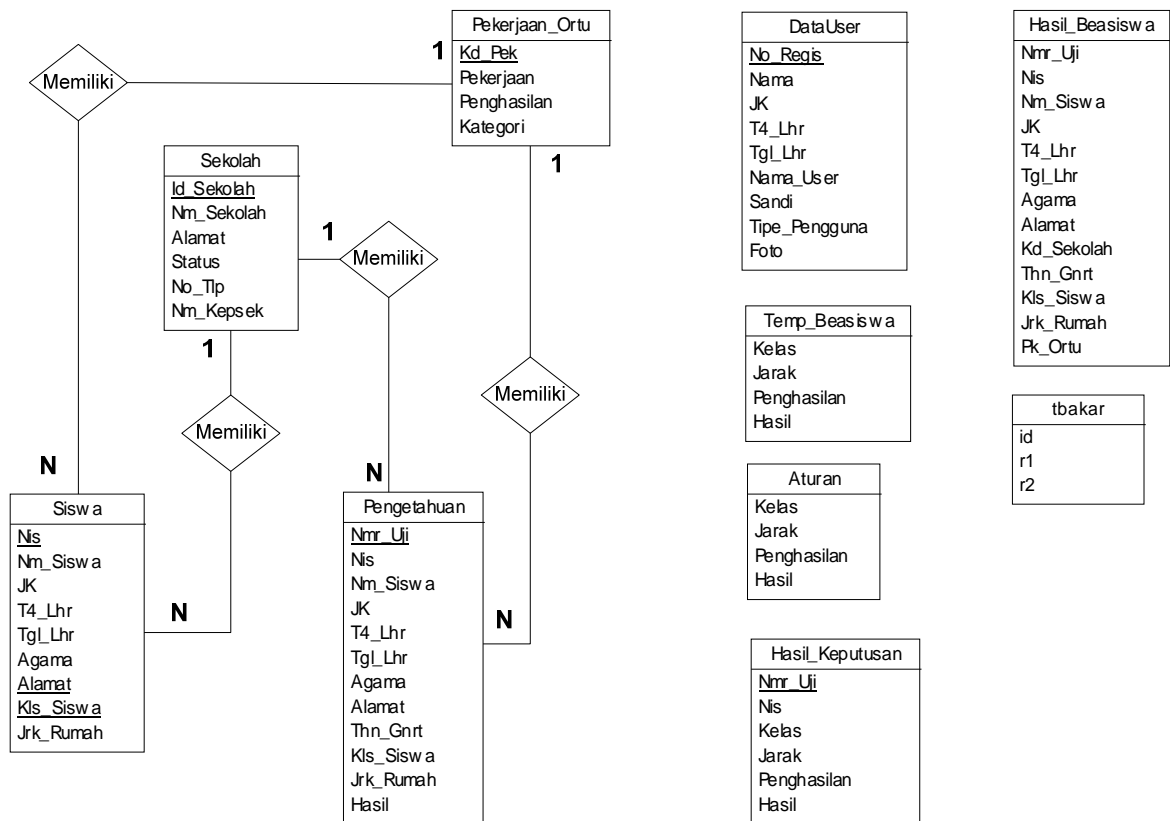 Pekerjaan_Ortu
Kd_Pek
Pekerjaan
Penghasilan
Kategori
1
1
Memiliki
Sekolah
Id_Sekolah
Nm_Sekolah
Alamat
Status
No_Tlp
Nm_Kepsek
1
1
Memiliki
Memiliki
Memiliki
N
N
N
N
Siswa
Nis
Nm_Siswa
JK
T4_Lhr
Tgl_Lhr
Agama
Alamat
Kls_Siswa
Jrk_Rumah
Pengetahuan
Nmr_Uji
Nis
Nm_Siswa
JK
T4_Lhr
Tgl_Lhr
Agama
Alamat
Thn_Gnrt
Kls_Siswa
Jrk_Rumah
Hasil
DataUser
No_Regis
Nama
JK
T4_Lhr
Tgl_Lhr
Nama_User
Sandi
Tipe_Pengguna
Foto
Temp_Beasiswa
Kelas
Jarak
Penghasilan
Hasil
Aturan
Kelas
Jarak
Penghasilan
Hasil
Hasil_Keputusan
Nmr_Uji
Nis
Kelas
Jarak
Penghasilan
Hasil
Hasil_Beasiswa
Nmr_Uji
Nis
Nm_Siswa
JK
T4_Lhr
Tgl_Lhr
Agama
Alamat
Kd_Sekolah
Thn_Gnrt
Kls_Siswa
Jrk_Rumah
Pk_Ortu
tbakar
id
r1
r2